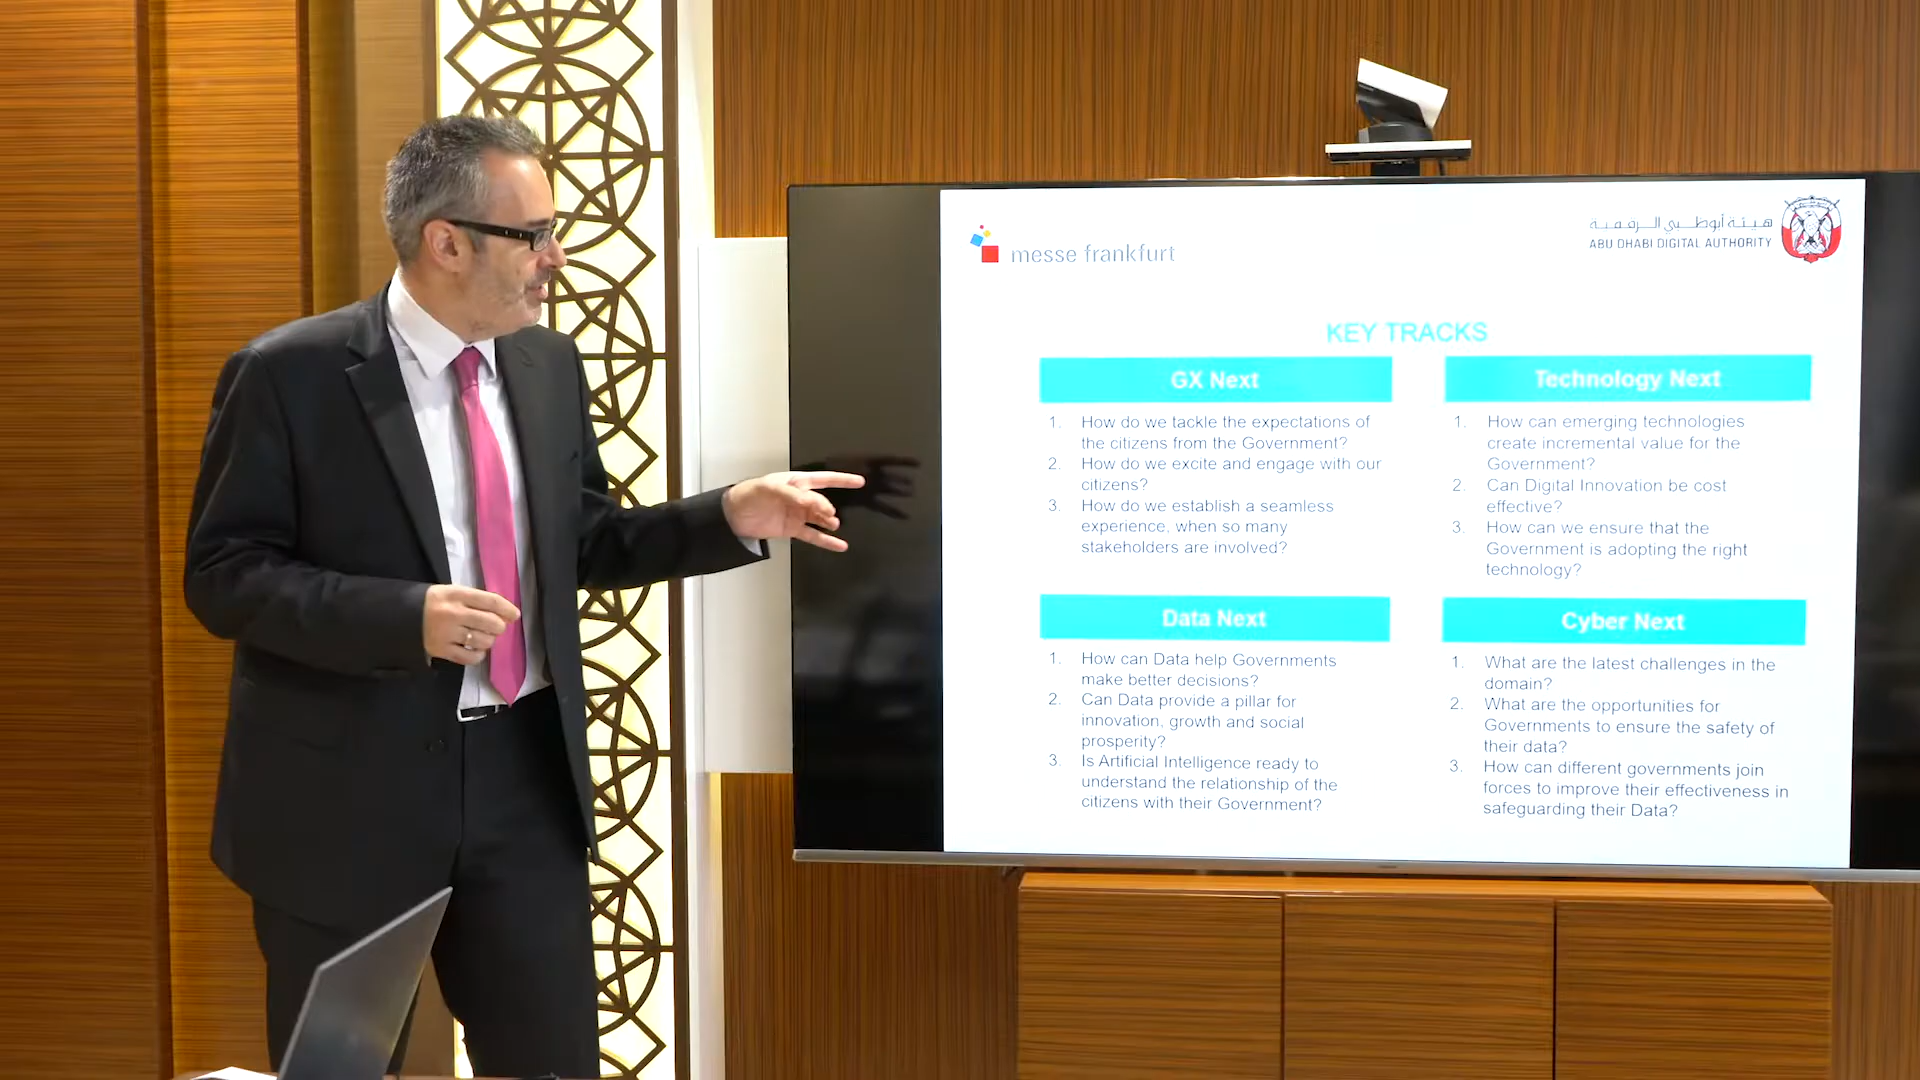 messe frankfurt
هيئة أبوظبي الرقمية
ABU DHABI DIGITAL AUTHORITY
KEY TRACKS
GX Next
1. How do we tackle the expectations of
the citizens from the Government?
2. How do we excite and engage with our
citizens?
3. How do we establish a seamless
experience, when so many
stakeholders are involved?
Technology Next
1. How can emerging technologies
create incremental value for the
Government?
2. Can Digital Innovation be cost
effective?
3. How can we ensure that the
Government is adopting the right
technology?
Data Next
1. How can Data help Governments
make better decisions?
2. Can Data provide a pillar for
innovation, growth and social
prosperity?
3. Is Artificial Intelligence ready to
understand the relationship of the
citizens with their Government?
Cyber Next
1. What are the latest challenges in the
domain?
2. What are the opportunities for
Governments to ensure the safety of
their data?
3. How can different governments join
forces to improve their effectiveness in
safeguarding their Data?